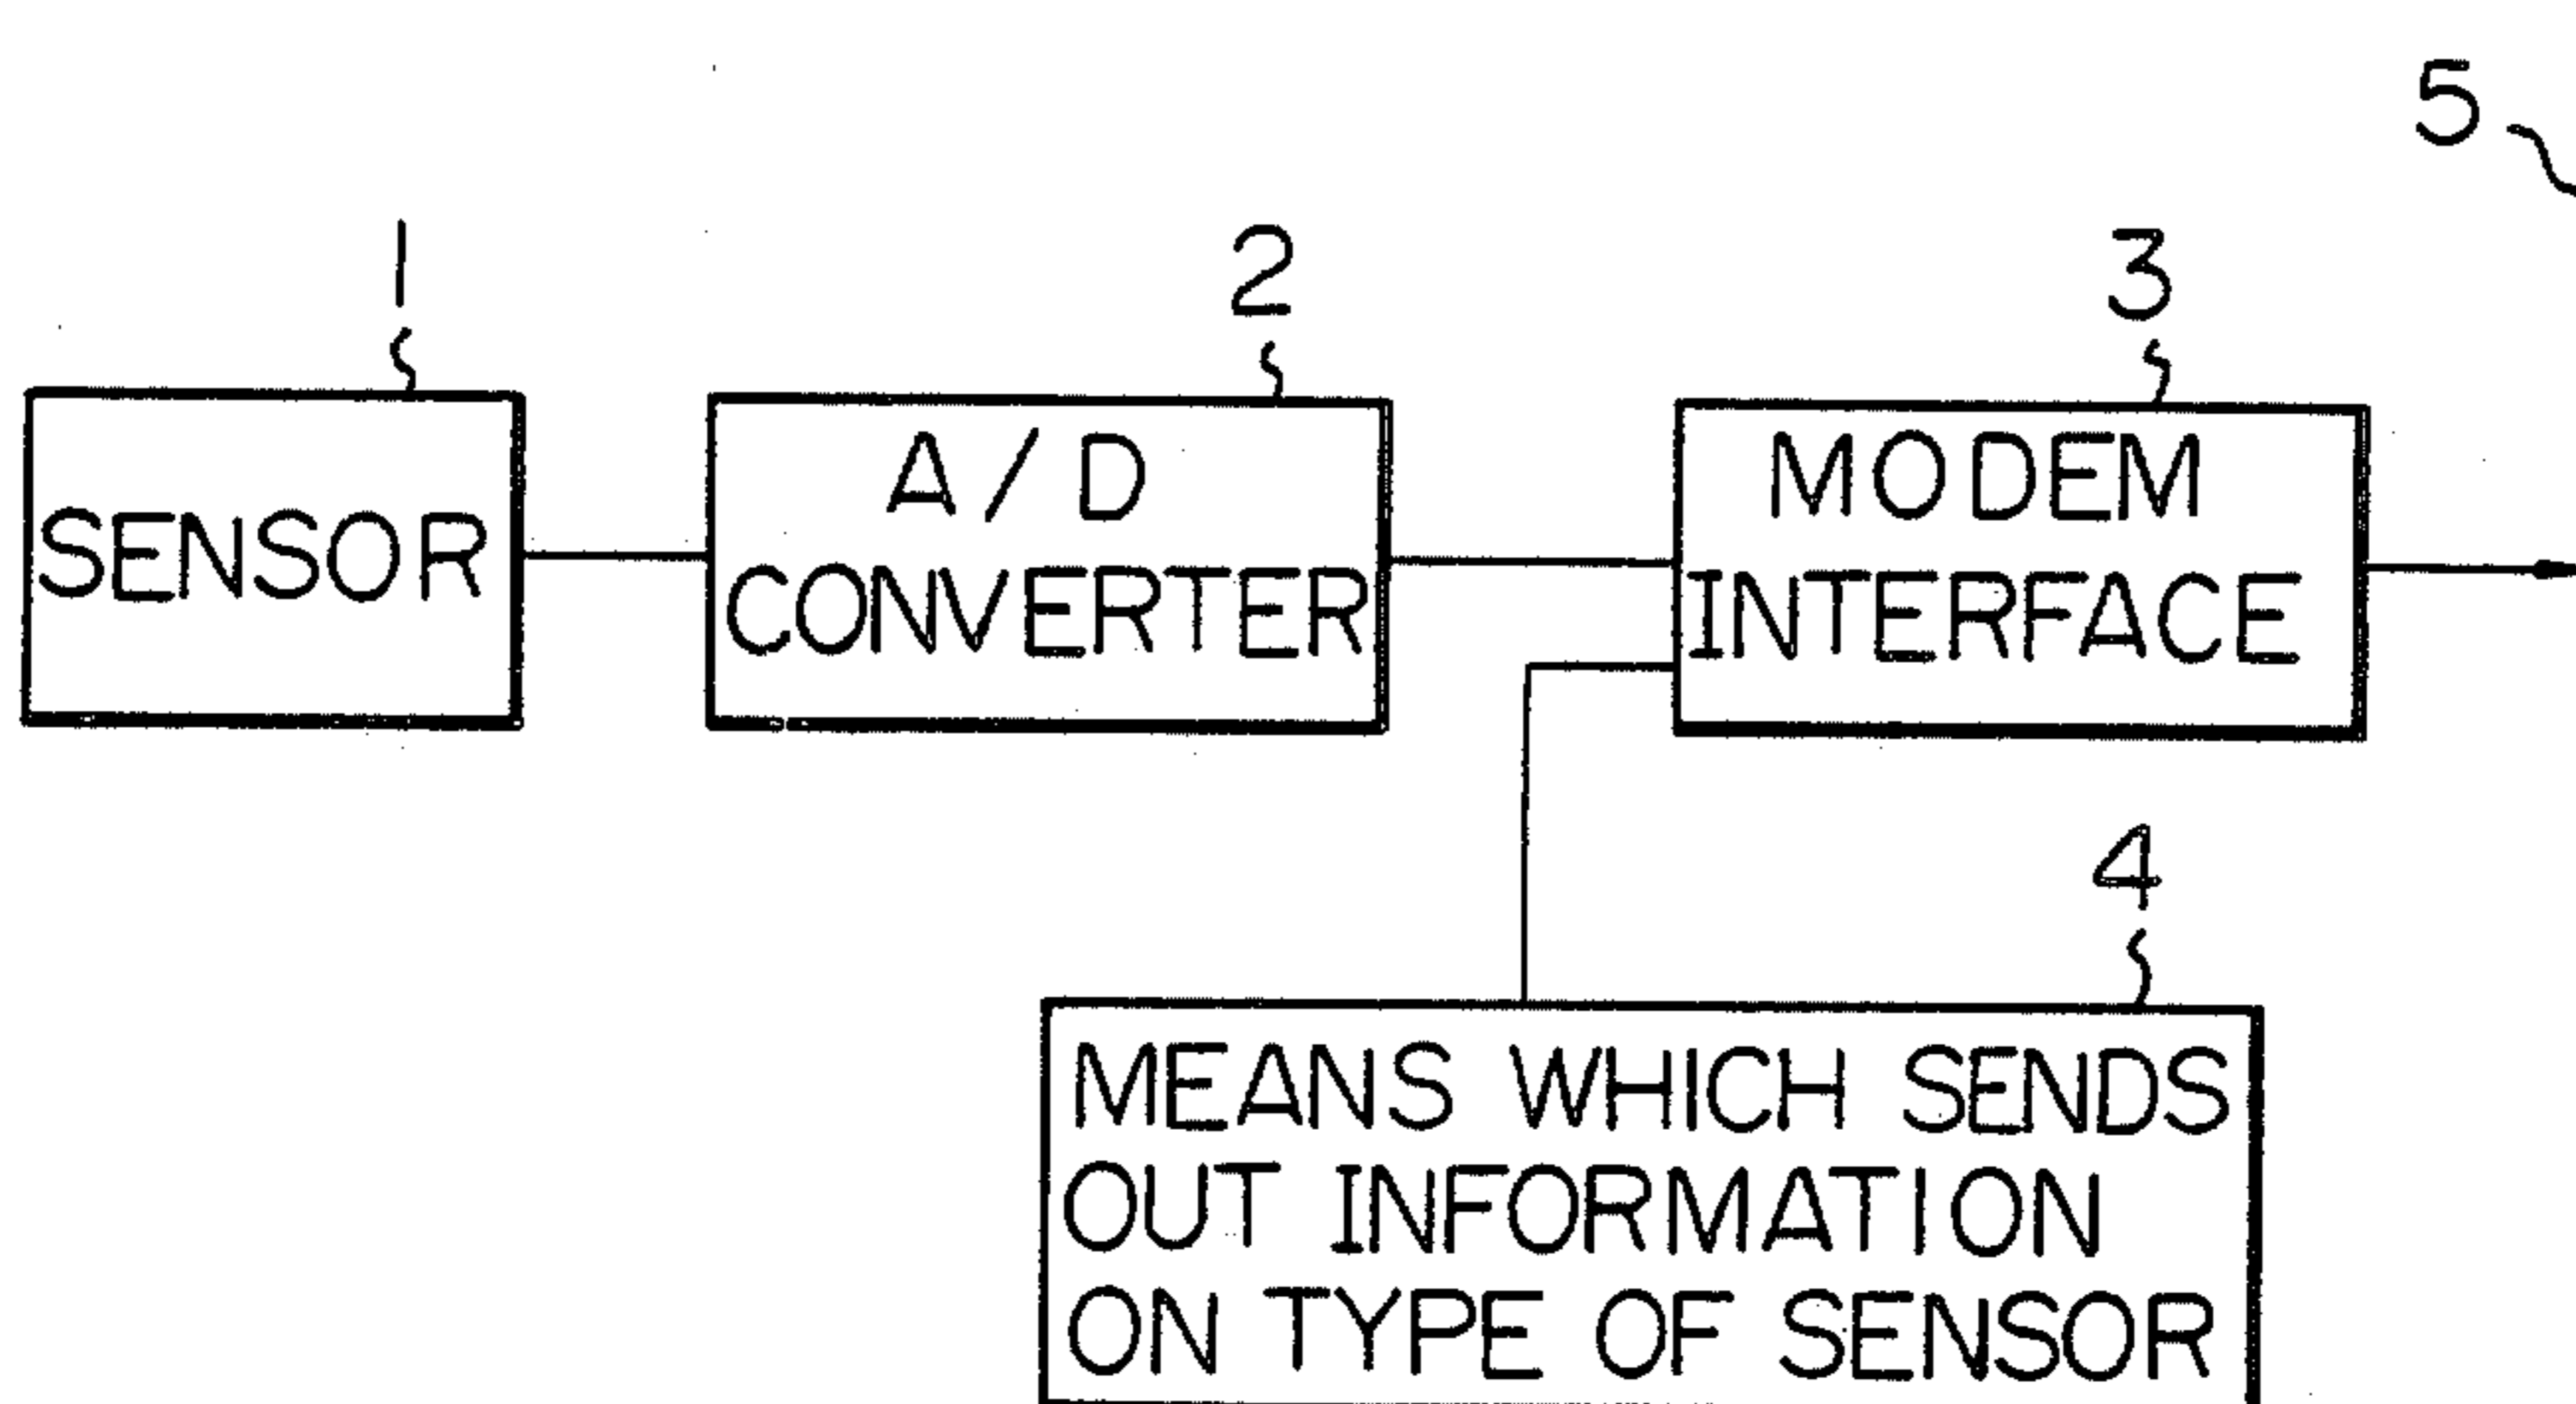 5
1
2
3
SENSOR
A/D
CONVERTER
MODEM
INTERFACE
4
MEANS WHICH SENDS
OUT INFORMATION
ON TYPE OF SENSOR